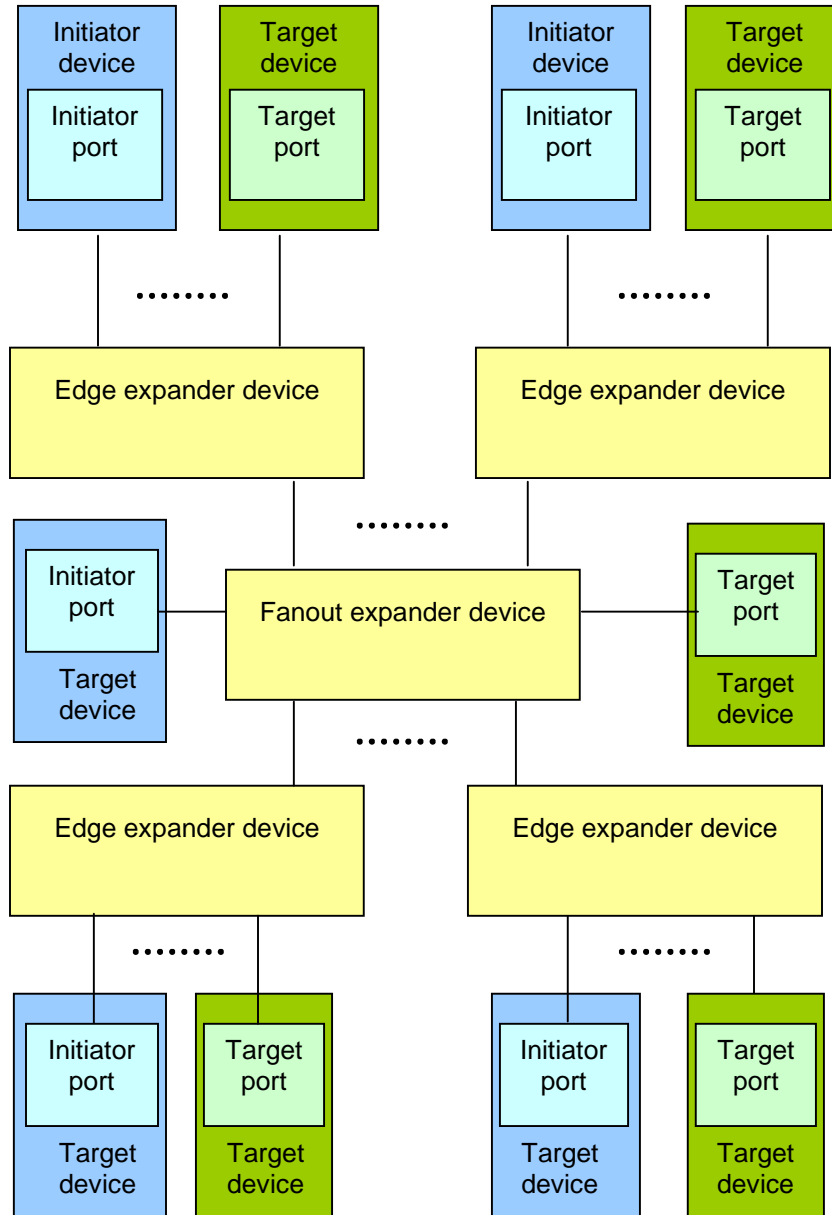 Initiator
device
Initiator
port
Target
device
Target
port
Initiator
device
Initiator
port
Target
device
Target
port
Edge expander device
Edge expander device
Initiator
port
Target
device
Fanout expander device
Target
port
Target
device
Edge expander device
Edge expander device
Initiator
port
Target
device
Target
port
Target
device
Initiator
port
Target
device
Target
port
Target
device